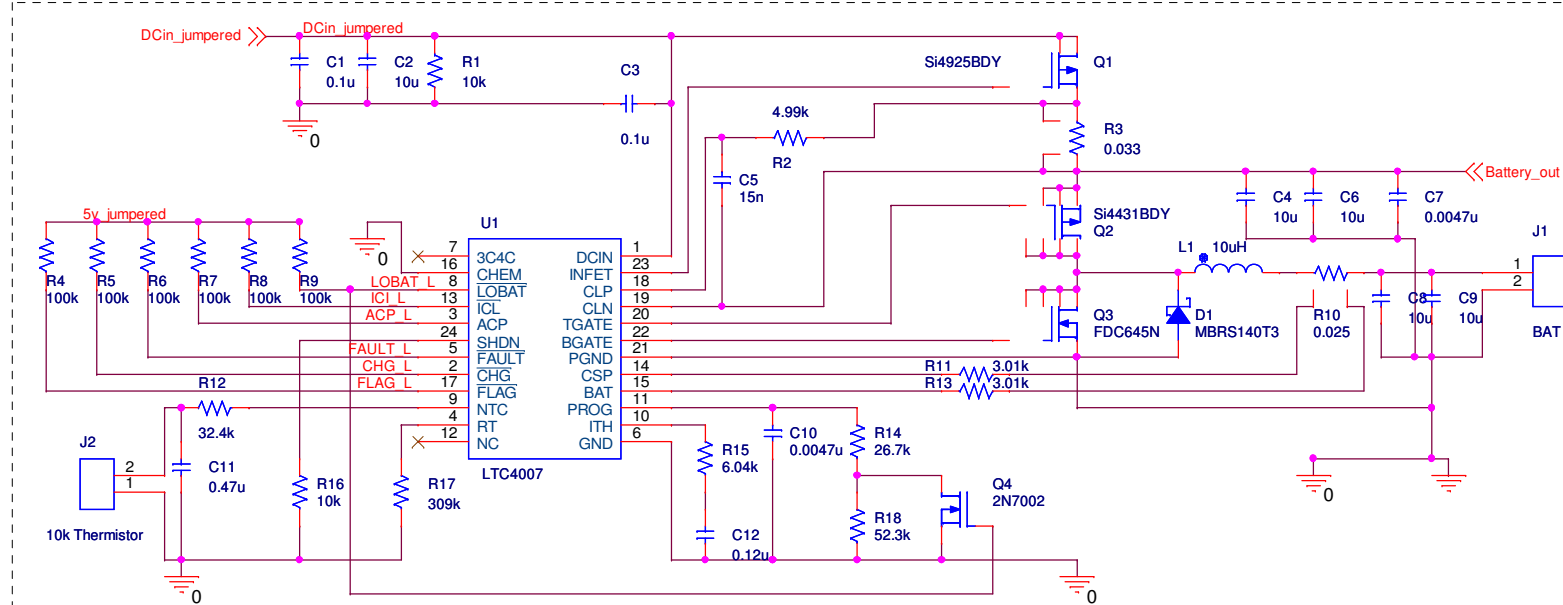 DCin_jumpered
DCin_jumpered
C1
0.1u
C2
10u
R1
10k
C3
0.1u
0
Si4925BDY
Q1
4.99k
R2
R3
0.033
C5
15n
Battery_out
C4
10u
C6
10u
C7
0.0047u
Si4431BDY
Q2
L1
10uH
J1
1
2
BAT
5v_jumpered
0
R4
100k
R5
100k
R6
100k
R7
100k
R8
100k
R9
100k
U1
LOBAT_L
ICI_L
ACP_L
FAULT_L
CHG_L
FLAG_L
7 3C4C
16 CHEM
8 LOBAT
13 ICL
3 ACP
24 SHDN
5 FAULT
2 CHG
17 FLAG
9 NTC
4 RT
12 NC
DCIN 1
INFET 23
CLP 18
CLN 19
TGATE 20
BGATE 22
PGND 21
CSP 14
BAT 15
PROG 11
ITH 10
GND 6
LTC4007
Q3
FDC645N
D1
MBRS140T3
R10
0.025
C8
10u
C9
10u
R11 3.01k
R13 3.01k
R12
32.4k
J2
2
1
10k Thermistor
C11
0.47u
R16
10k
R17
309k
R15
6.04k
C10
0.0047u
R14
26.7k
C12
0.12u
R18
52.3k
Q4
2N7002
0
0
0